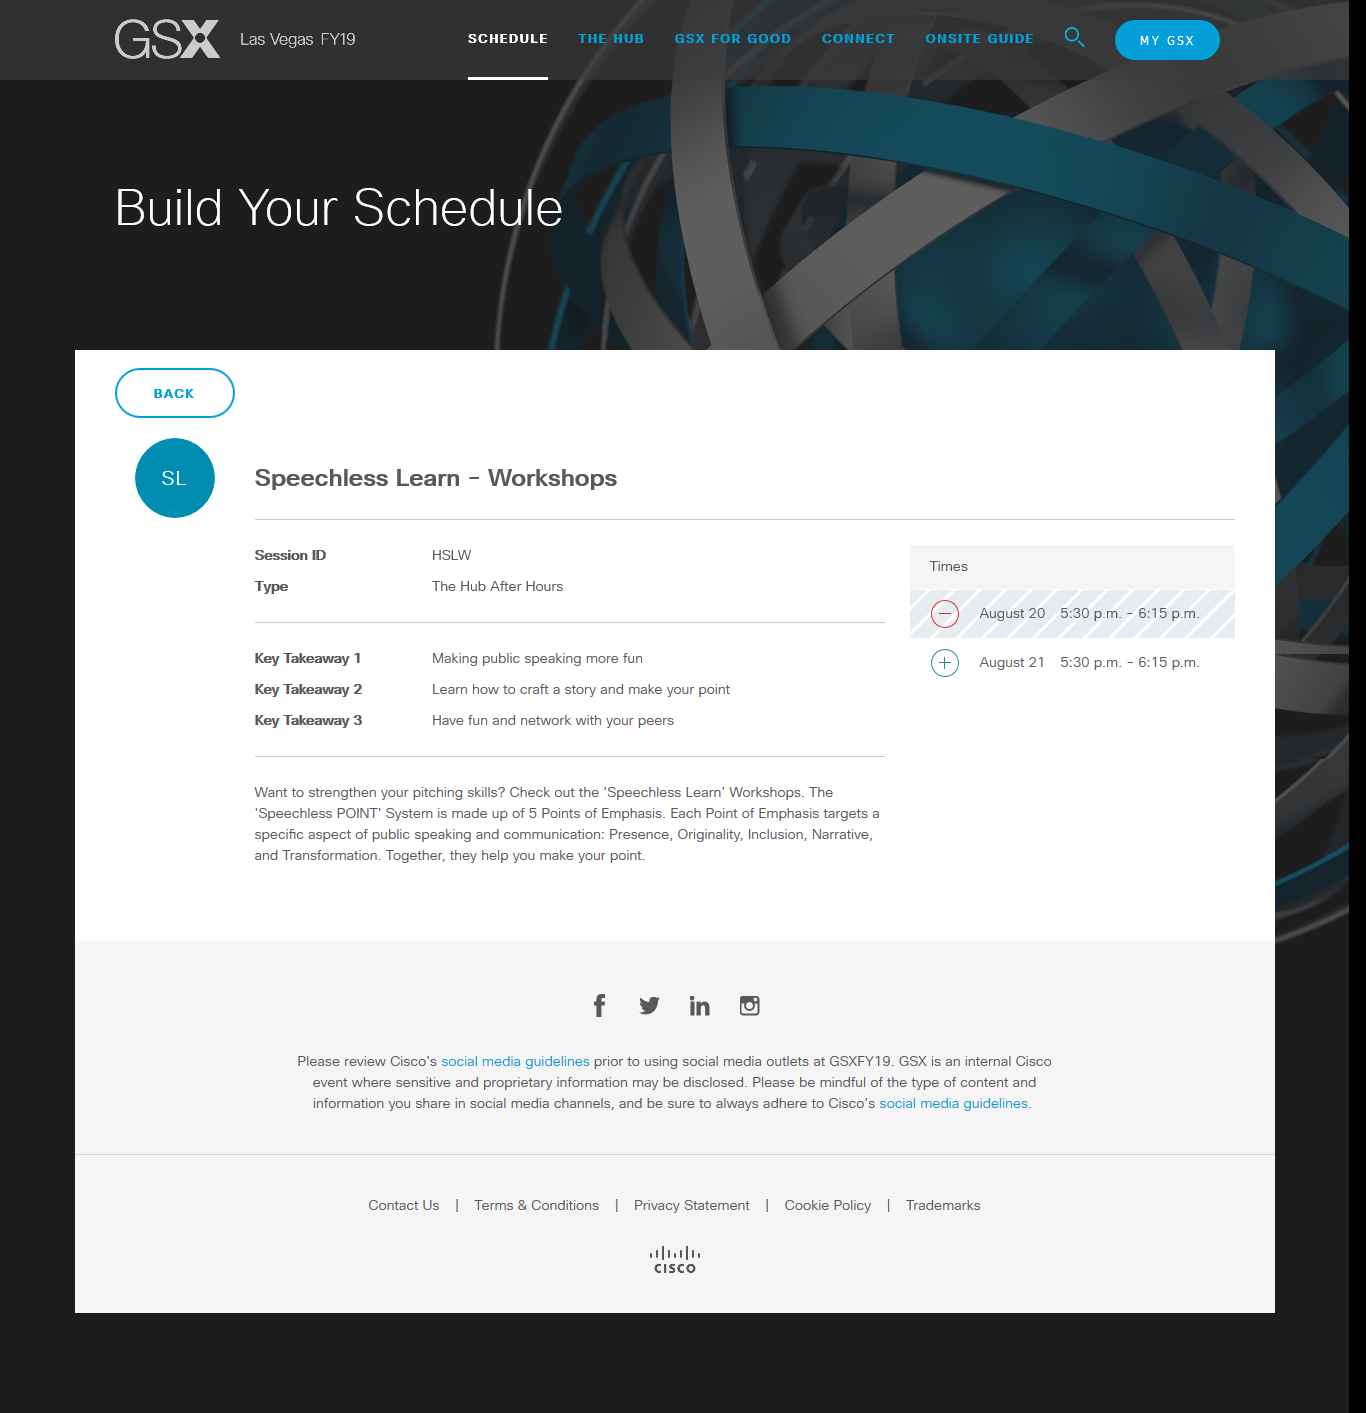 GSX Las Vegas FY19
SCHEDULE THE HUB GSX FOR GOOD CONNECT ONSITE GUIDE MY GSX
Build Your Schedule
BACK
SL
Speechless Learn - Workshops
Session ID HSLW
Type The Hub After Hours
Key Takeaway 1 Making public speaking more fun
Key Takeaway 2 Learn how to craft a story and make your point
Key Takeaway 3 Have fun and network with your peers
Want to strengthen your pitching skills? Check out the 'Speechless Learn' Workshops. The
'Speechless POINT' System is made up of 5 Points of Emphasis. Each Point of Emphasis targets a
specific aspect of public speaking and communication: Presence, Originality, Inclusion, Narrative,
and Transformation. Together, they help you make your point.
Times
August 20 5:30 p.m. - 6:15 p.m.
August 21 5:30 p.m. - 6:15 p.m.
Please review Cisco's social media guidelines prior to using social media outlets at GSXFY19. GSX is an internal Cisco
event where sensitive and proprietary information may be disclosed. Please be mindful of the type of content and
information you share in social media channels, and be sure to always adhere to Cisco's social media guidelines.
Contact Us | Terms & Conditions | Privacy Statement | Cookie Policy | Trademarks
CISCO